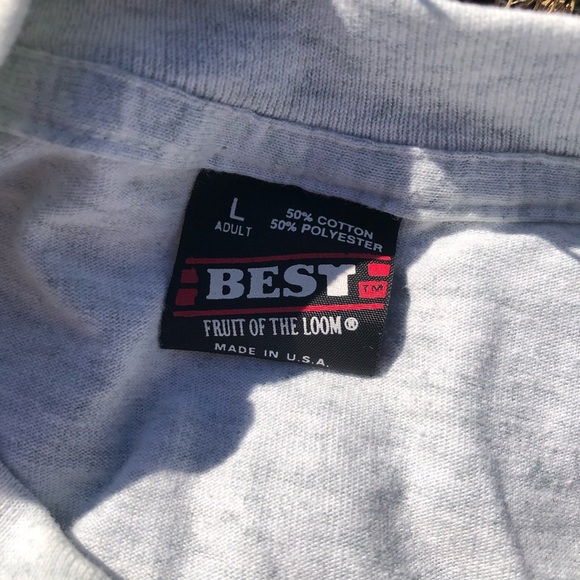 L
ADULT
50% COTTON
50% POLYESTER
BEST™
FRUIT OF THE LOOM®
MADE IN U.S.A.